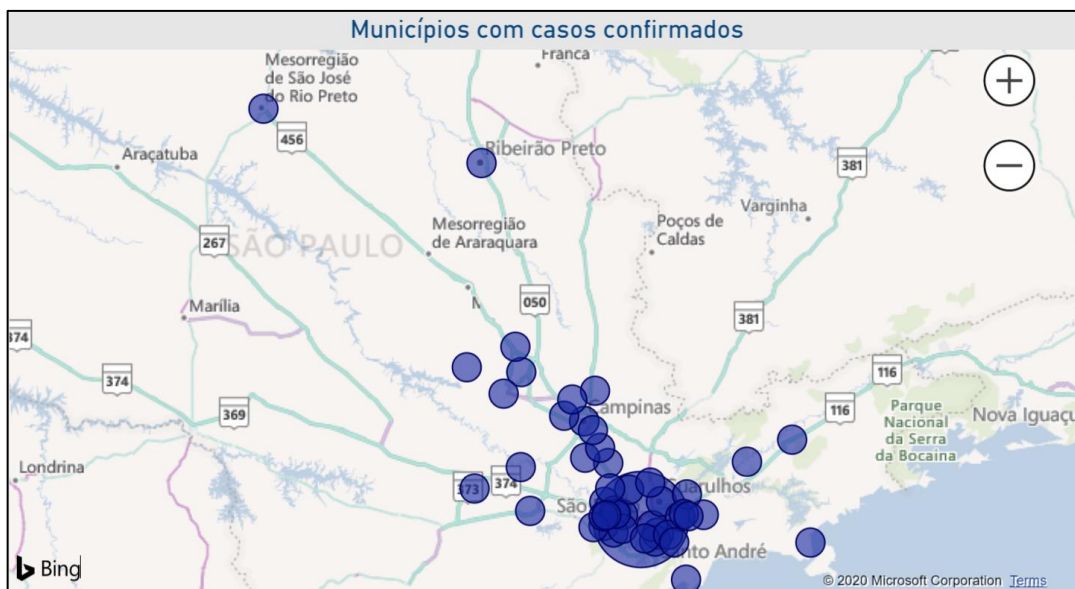 Municípios com casos confirmados
Franca
Mesorregião
de São José
do Rio Preto
456
Araçatuba
Ribeirão Preto
381
Varginha
Mesorregião
de Araraquara
Poços de
Caldas
267
SÃO PAULO
050
Marília
381
374
374
116
369
Campinas
116
Parque
Nacional
da Serra
da Bocaina
Nova Iguaçu
Londrina
373
374
São
Guarulhos
Santo André
Bing
© 2020 Microsoft Corporation Terms